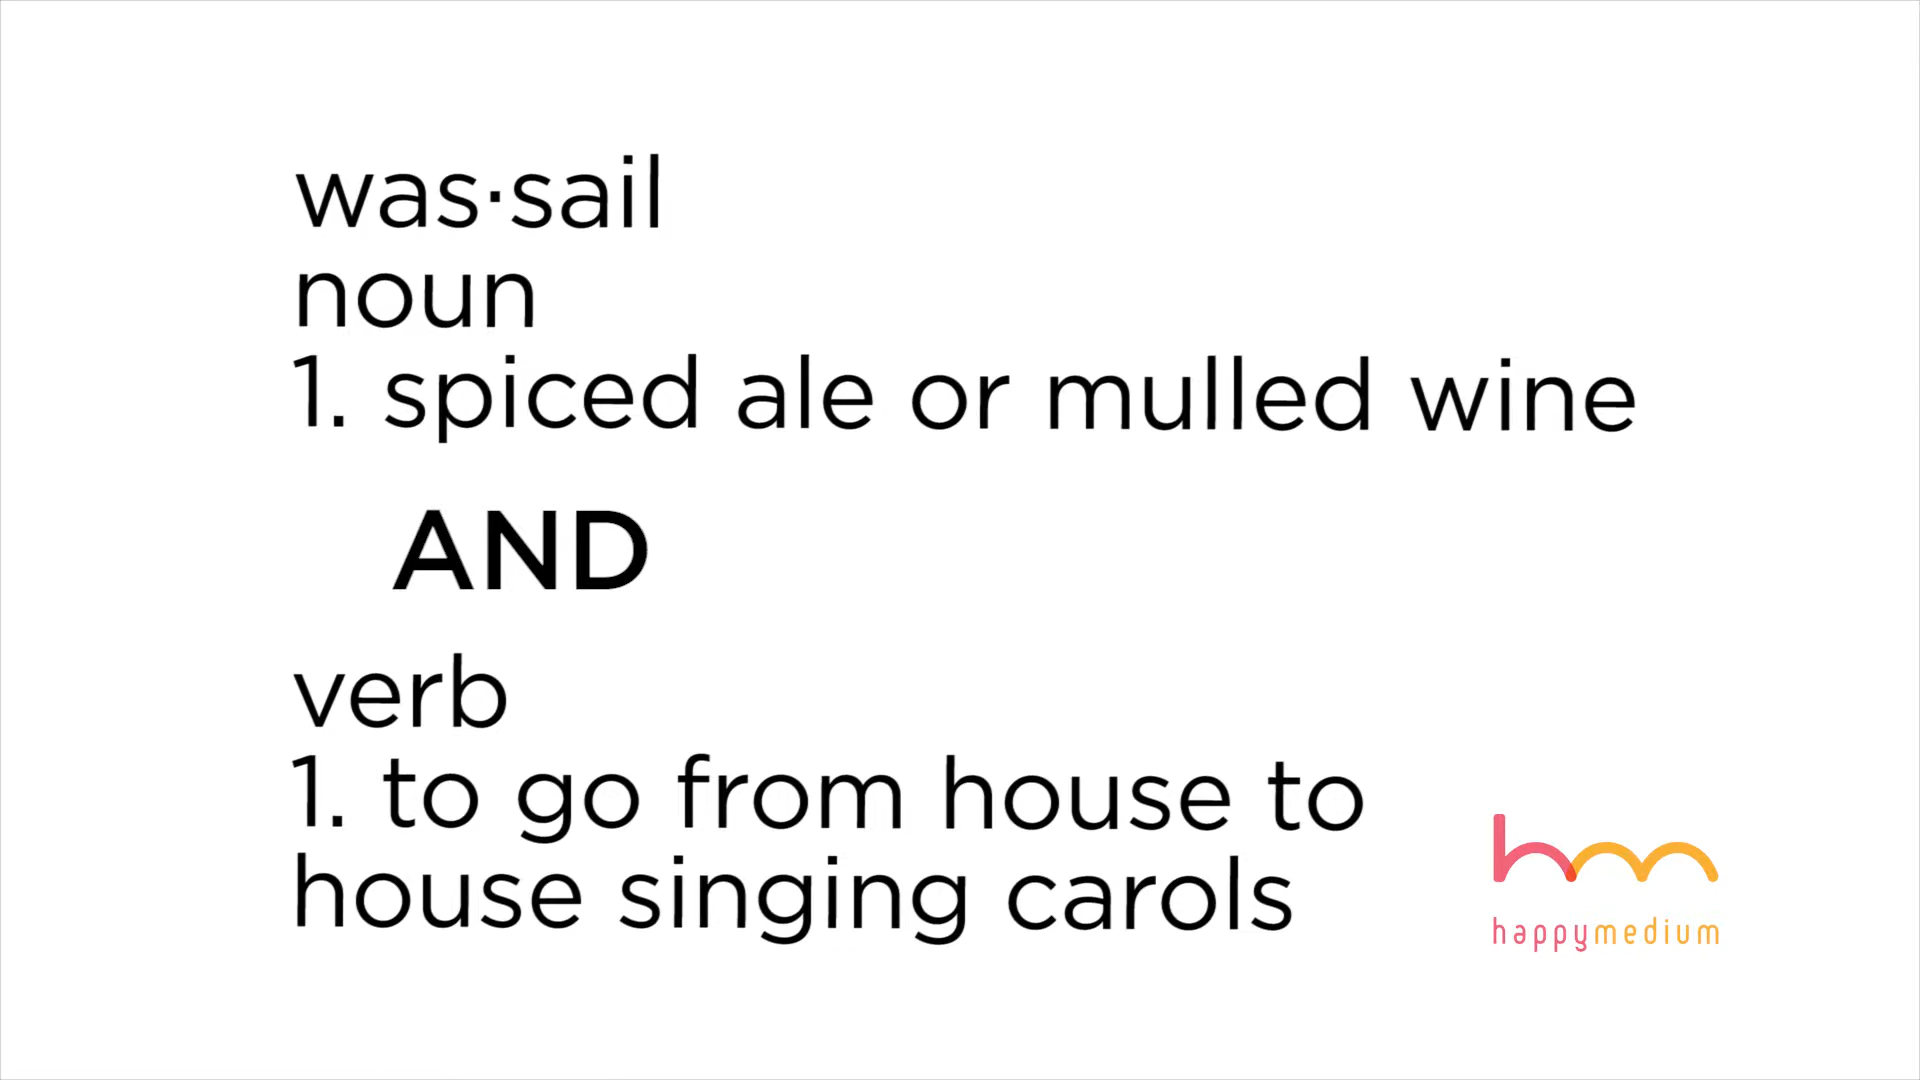 was·sail
noun
1. spiced ale or mulled wine
AND
verb
1. to go from house to
house singing carols
hm
happymedium